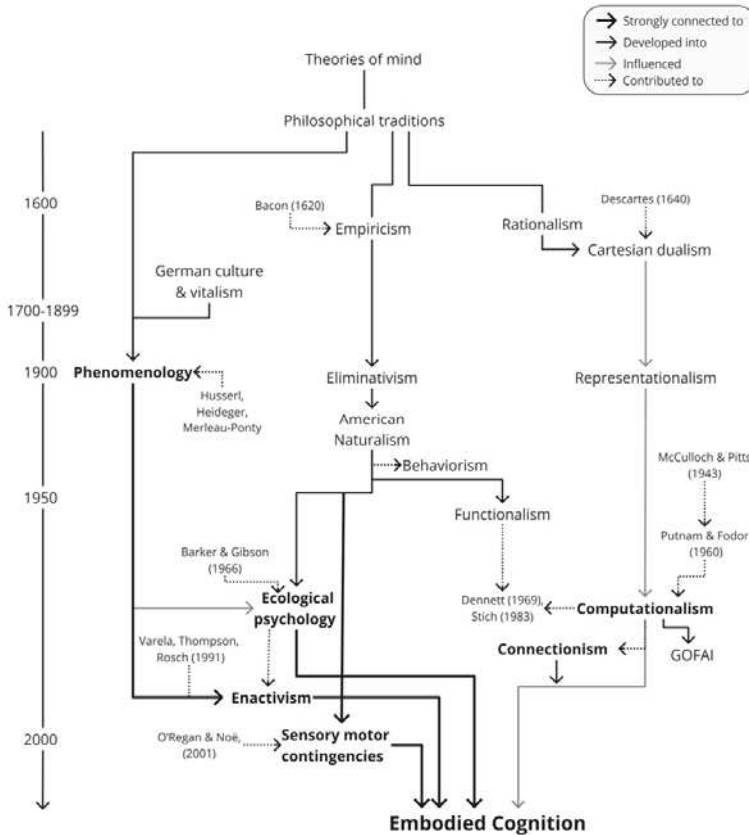 Strongly connected to
Developed into
Influenced
Contributed to
Theories of mind
Philosophical traditions
1600
Bacon (1620)
Empiricism
Rationalism
Descartes (1640)
Cartesian dualism
German culture
& vitalism
1700-1899
1900
Phenomenology
Husserl,
Heideger,
Merleau-Ponty
Eliminativism
Representationalism
American
Naturalism
Behaviorism
McCulloch & Pitts
(1943)
1950
Functionalism
Putnam & Fodor
(1960)
Barker & Gibson
(1966)
Ecological
psychology
Dennett (1969),
Stich (1983)
Computationalism
Varela, Thompson,
Rosch (1991)
Connectionism
GOFAI
Enactivism
2000
O'Regan & Noë,
(2001)
Sensory motor
contingencies
Embodied Cognition